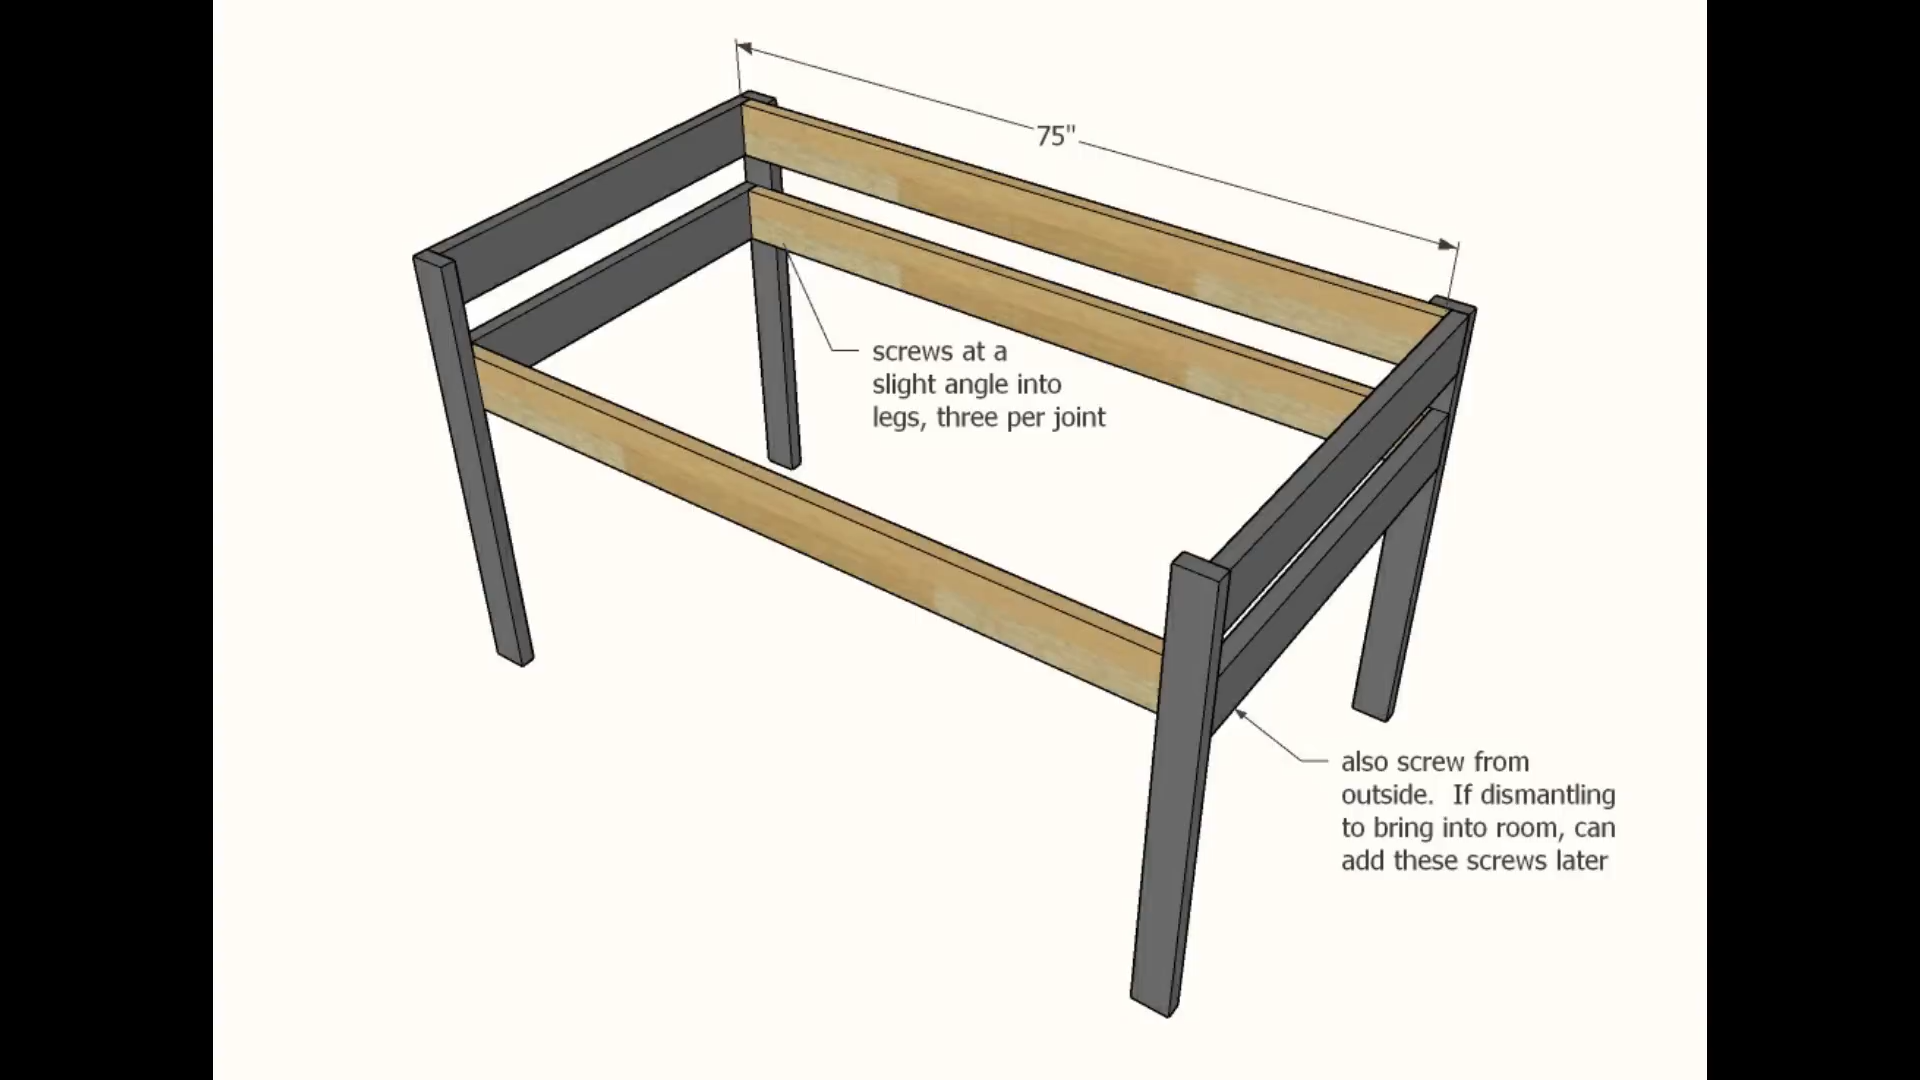 75"
screws at a
slight angle into
legs, three per joint
also screw from
outside.  If dismantling
to bring into room, can
add these screws later